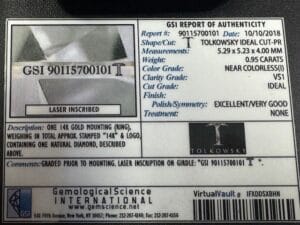 GSI REPORT OF AUTHENTICITY
Report #: 90115700101 Date: 10/10/2018
Shape/Cut: T TOLKOWSKY IDEAL CUT-PR
Measurements: 5.29 x 5.23 x 4.00 MM
Weight: 0.95 CARATS
Color Grade: NEAR COLORLESS(I)
Clarity Grade: VS1
Cut Grade: IDEAL
Finish:
Polish/Symmetry: EXCELLENT/VERY GOOD
Treatment: NONE
GSI 90115700101 T
LASER INSCRIBED
Description: ONE 14K GOLD MOUNTING (RING),
WEIGHING IN TOTAL APPROX. STAMPED "14K" & LOGO,
CONTAINING ONE NATURAL DIAMOND, DESCRIBED
ABOVE.
TOLKOWSKY
Comments: GRADED PRIOR TO MOUNTING. LASER INSCRIPTION ON GIRDLE: "GSI 90115700101 T".
Gemological Science
INTERNATIONAL
www.gemscience.net
VirtualVault @ IFXDDSXBHN